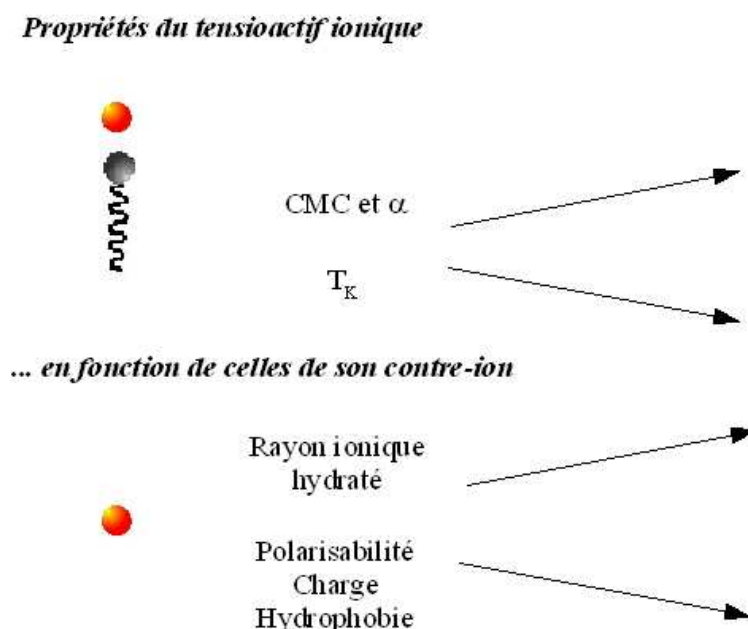 Propriétés du tensioactif ionique
CMC et α
T_K
... en fonction de celles de son contre-ion
Rayon ionique
hydraté
Polarisabilité
Charge
Hydrophobie